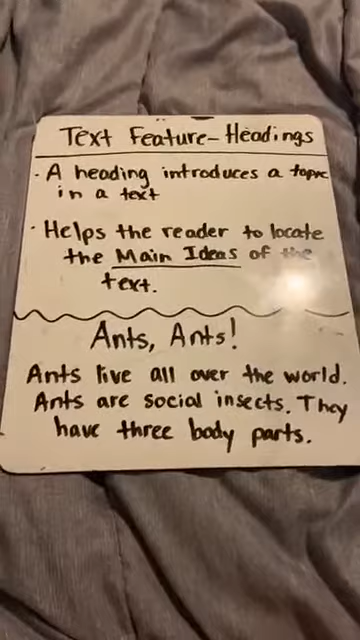 Text Feature-Headings
· A heading introduces a topic
in a text
· Helps the reader to locate
the Main Ideas of the
text.
Ants, Ants!
Ants live all over the world.
Ants are social insects. They
have three body parts.